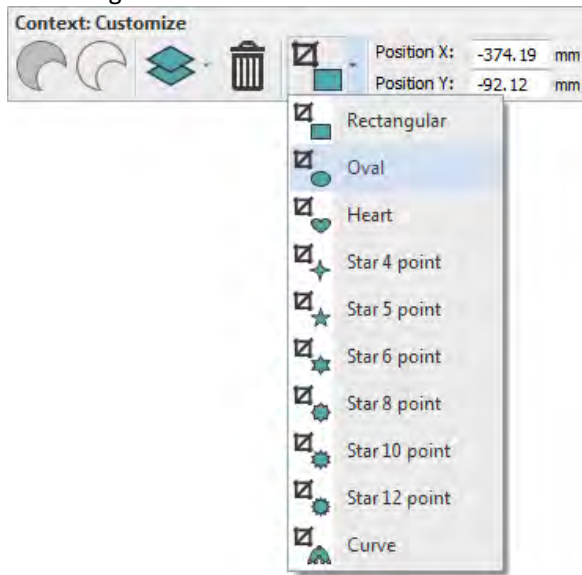 Context: Customize
Position X: -374.19 mm
Position Y: -92.12 mm
Rectangular
Oval
Heart
Star 4 point
Star 5 point
Star 6 point
Star 8 point
Star 10 point
Star 12 point
Curve